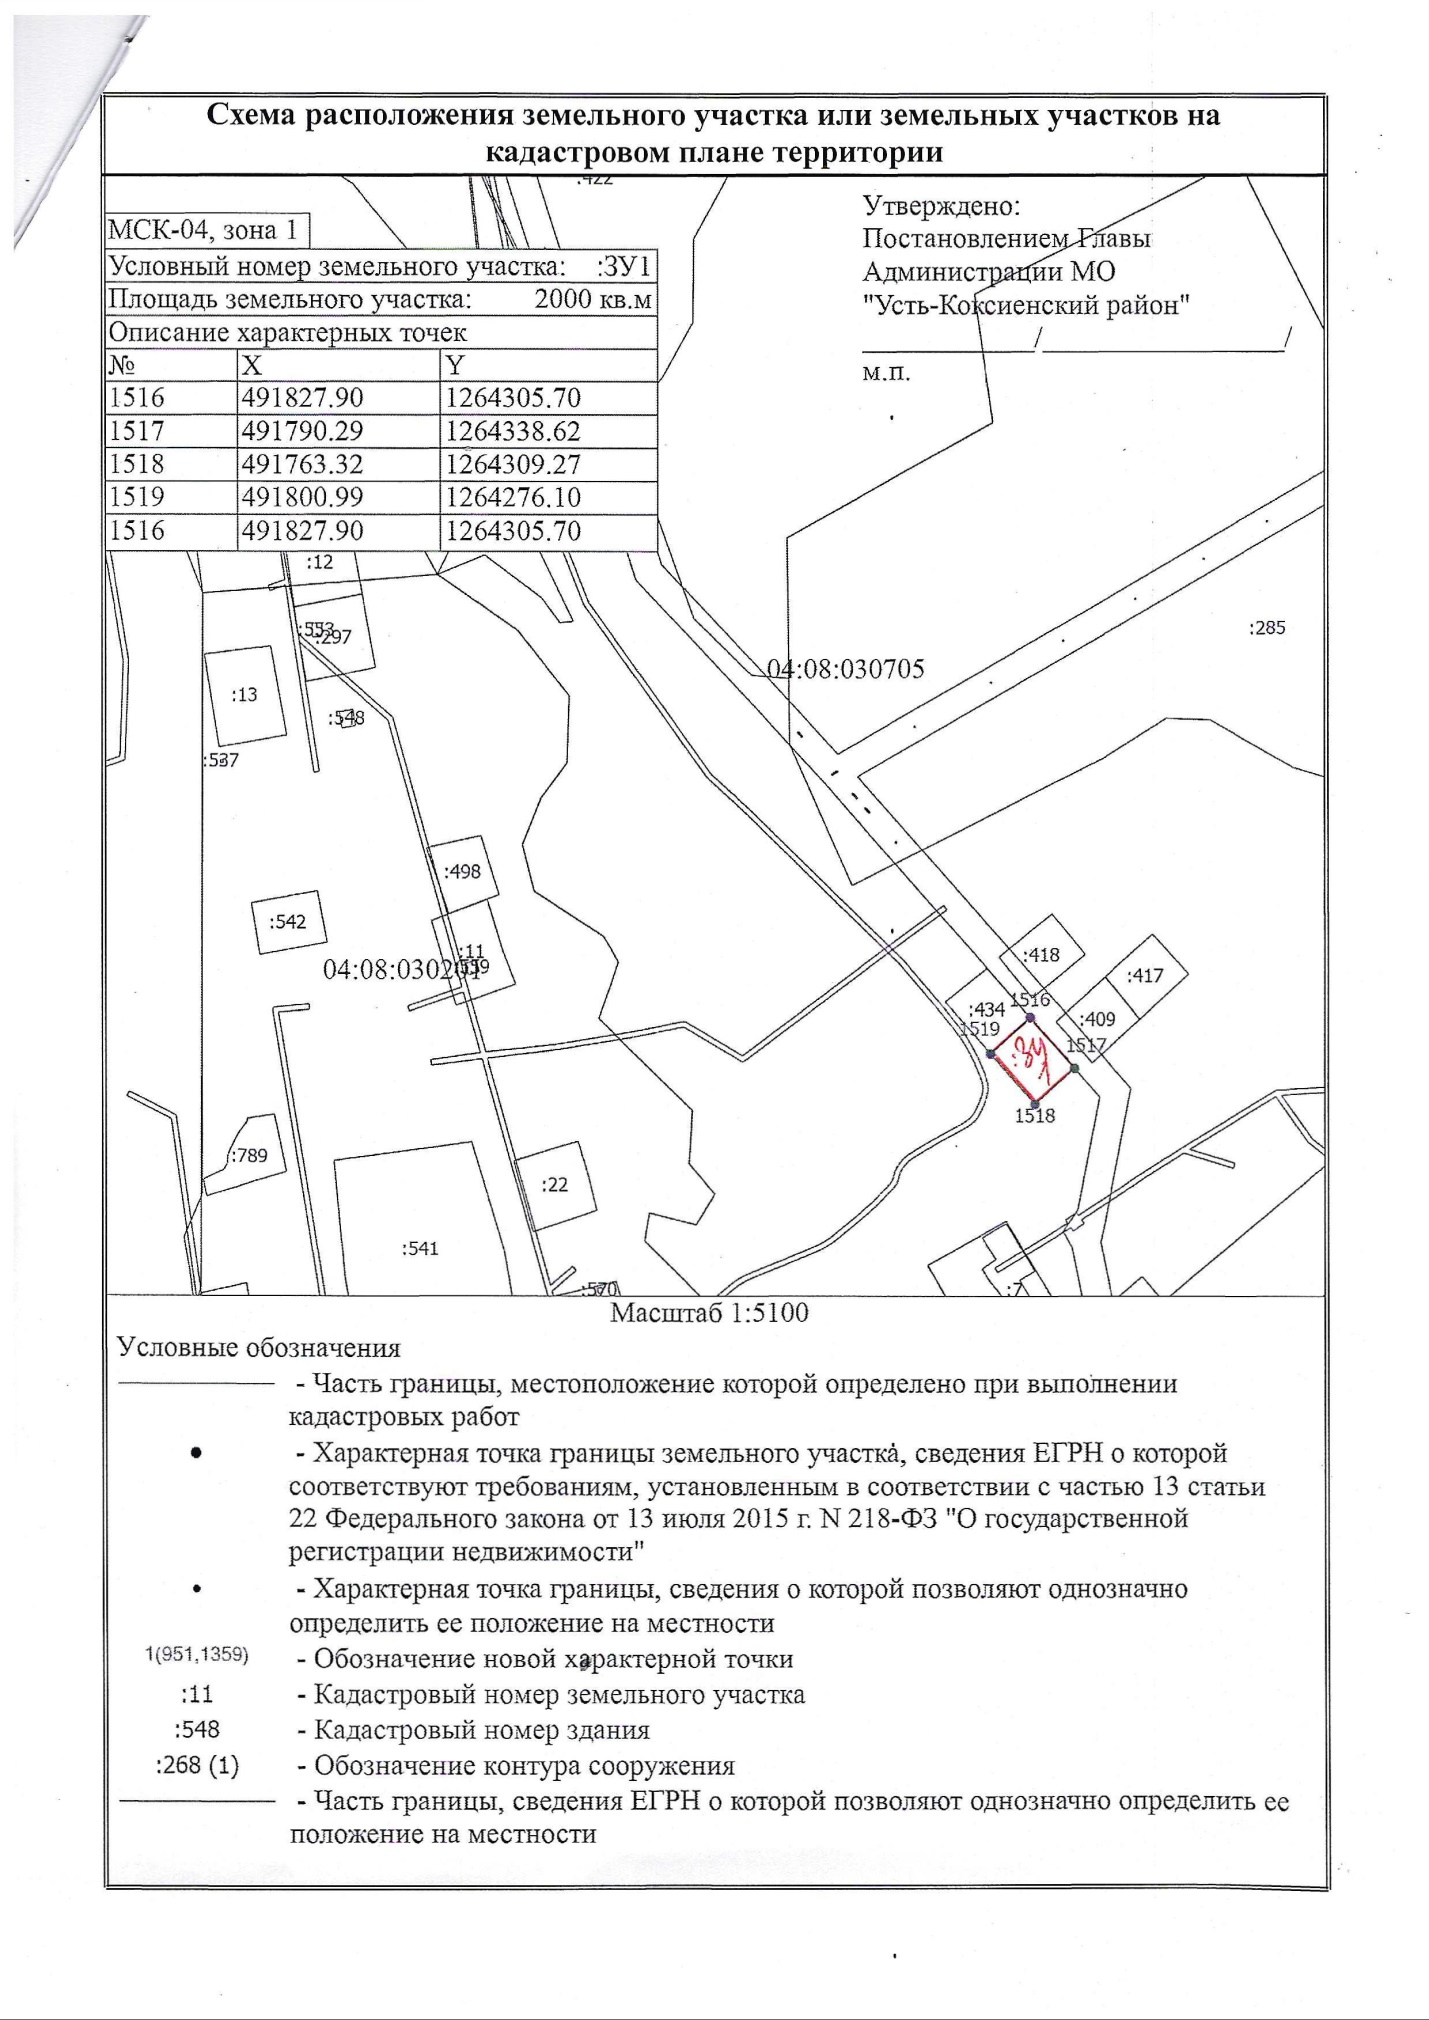 Схема расположения земельного участка или земельных участков на
кадастровом плане территории
:422
МСК-04, зона 1
Условный номер земельного участка: :ЗУ1
Площадь земельного участка: 2000 кв.м
Описание характерных точек
№ X Y
1516 491827.90 1264305.70
1517 491790.29 1264338.62
1518 491763.32 1264309.27
1519 491800.99 1264276.10
1516 491827.90 1264305.70
Утверждено:
Постановлением Главы
Администрации МО
"Усть-Коксиенский район"
/ /
м.п.
:12
:553
:297
:285
04:08:030705
:13
:548
:537
:498
:542
:11
:559
04:08:030201
:418
:417
:434
1516
:409
1519
1517
1518
:789
:22
:541
:570
:7
Масштаб 1:5100
Условные обозначения
- Часть границы, местоположение которой определено при выполнении
кадастровых работ
- Характерная точка границы земельного участка, сведения ЕГРН о которой
соответствуют требованиям, установленным в соответствии с частью 13 статьи
22 Федерального закона от 13 июля 2015 г. N 218-ФЗ "О государственной
регистрации недвижимости"
- Характерная точка границы, сведения о которой позволяют однозначно
определить ее положение на местности
1(951,1359) - Обозначение новой характерной точки
:11 - Кадастровый номер земельного участка
:548 - Кадастровый номер здания
:268 (1) - Обозначение контура сооружения
- Часть границы, сведения ЕГРН о которой позволяют однозначно определить ее
положение на местности